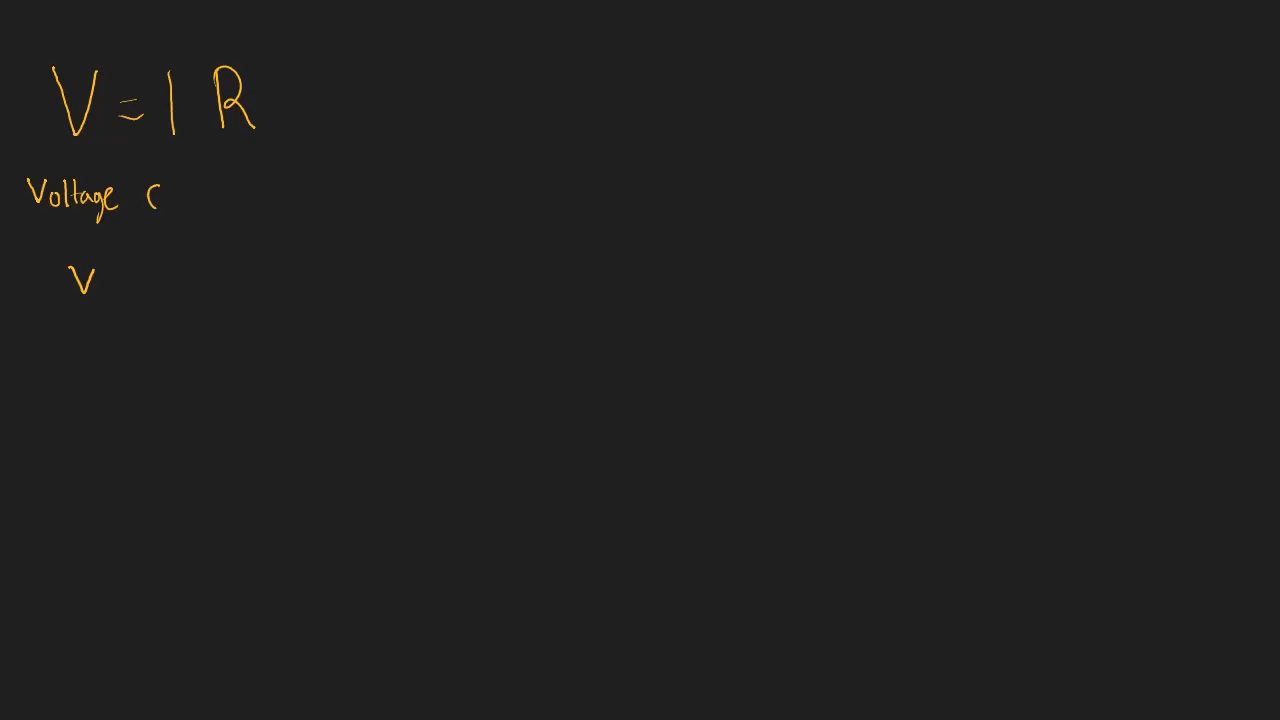 V = I R
Voltage C
V